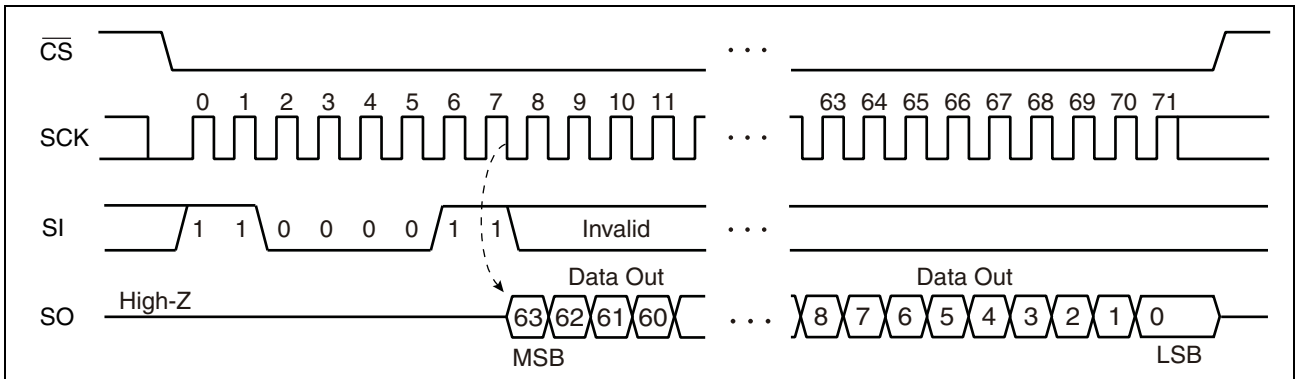 CS
· · ·
0 1 2 3 4 5 6 7 8 9 10 11 63 64 65 66 67 68 69 70 71
SCK
· · ·
SI 1 1 0 0 0 0 1 1 Invalid · · ·
Data Out Data Out
High-Z
SO 63 62 61 60 · · · 8 7 6 5 4 3 2 1 0
MSB LSB